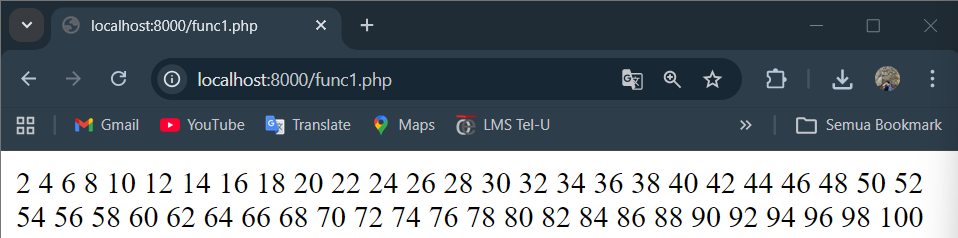 localhost:8000/func1.php
localhost:8000/func1.php
Gmail YouTube Translate Maps LMS Tel-U Semua Bookmark
2 4 6 8 10 12 14 16 18 20 22 24 26 28 30 32 34 36 38 40 42 44 46 48 50 52
54 56 58 60 62 64 66 68 70 72 74 76 78 80 82 84 86 88 90 92 94 96 98 100